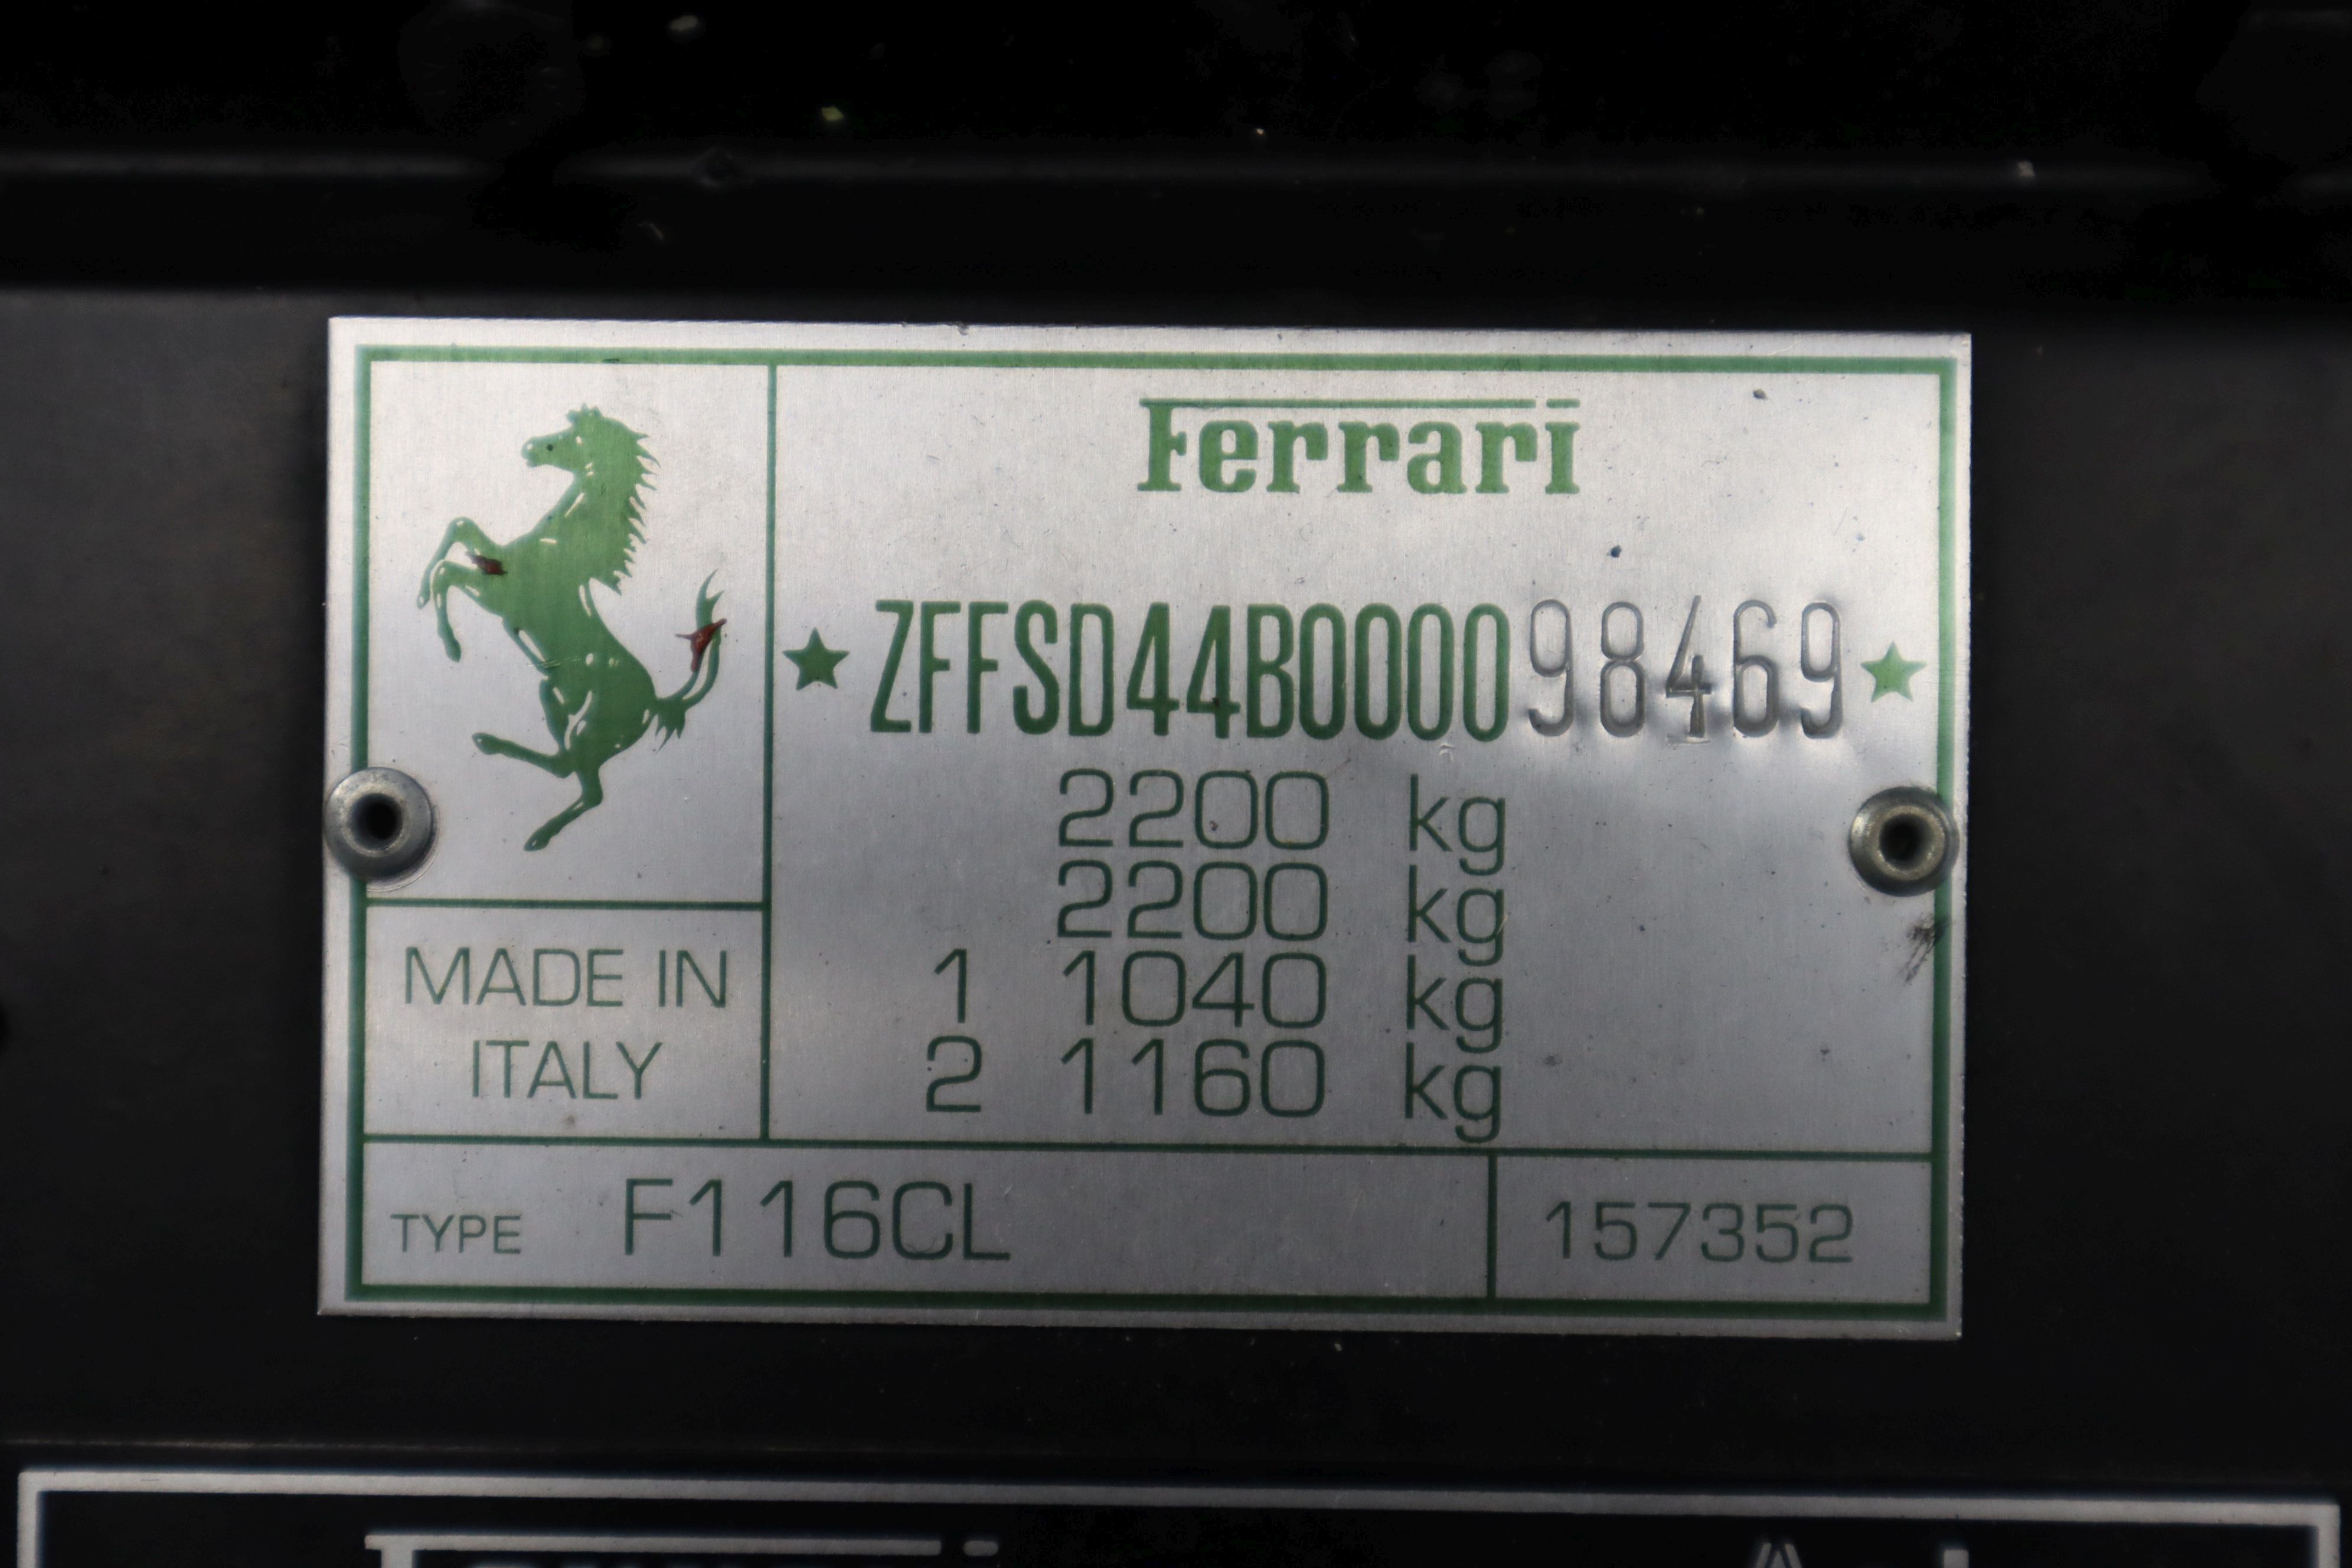 Ferrari
★ZFFSD44B000098469★
2200 kg
2200 kg
1 1040 kg
2 1160 kg
MADE IN
ITALY
TYPE F116CL
157352